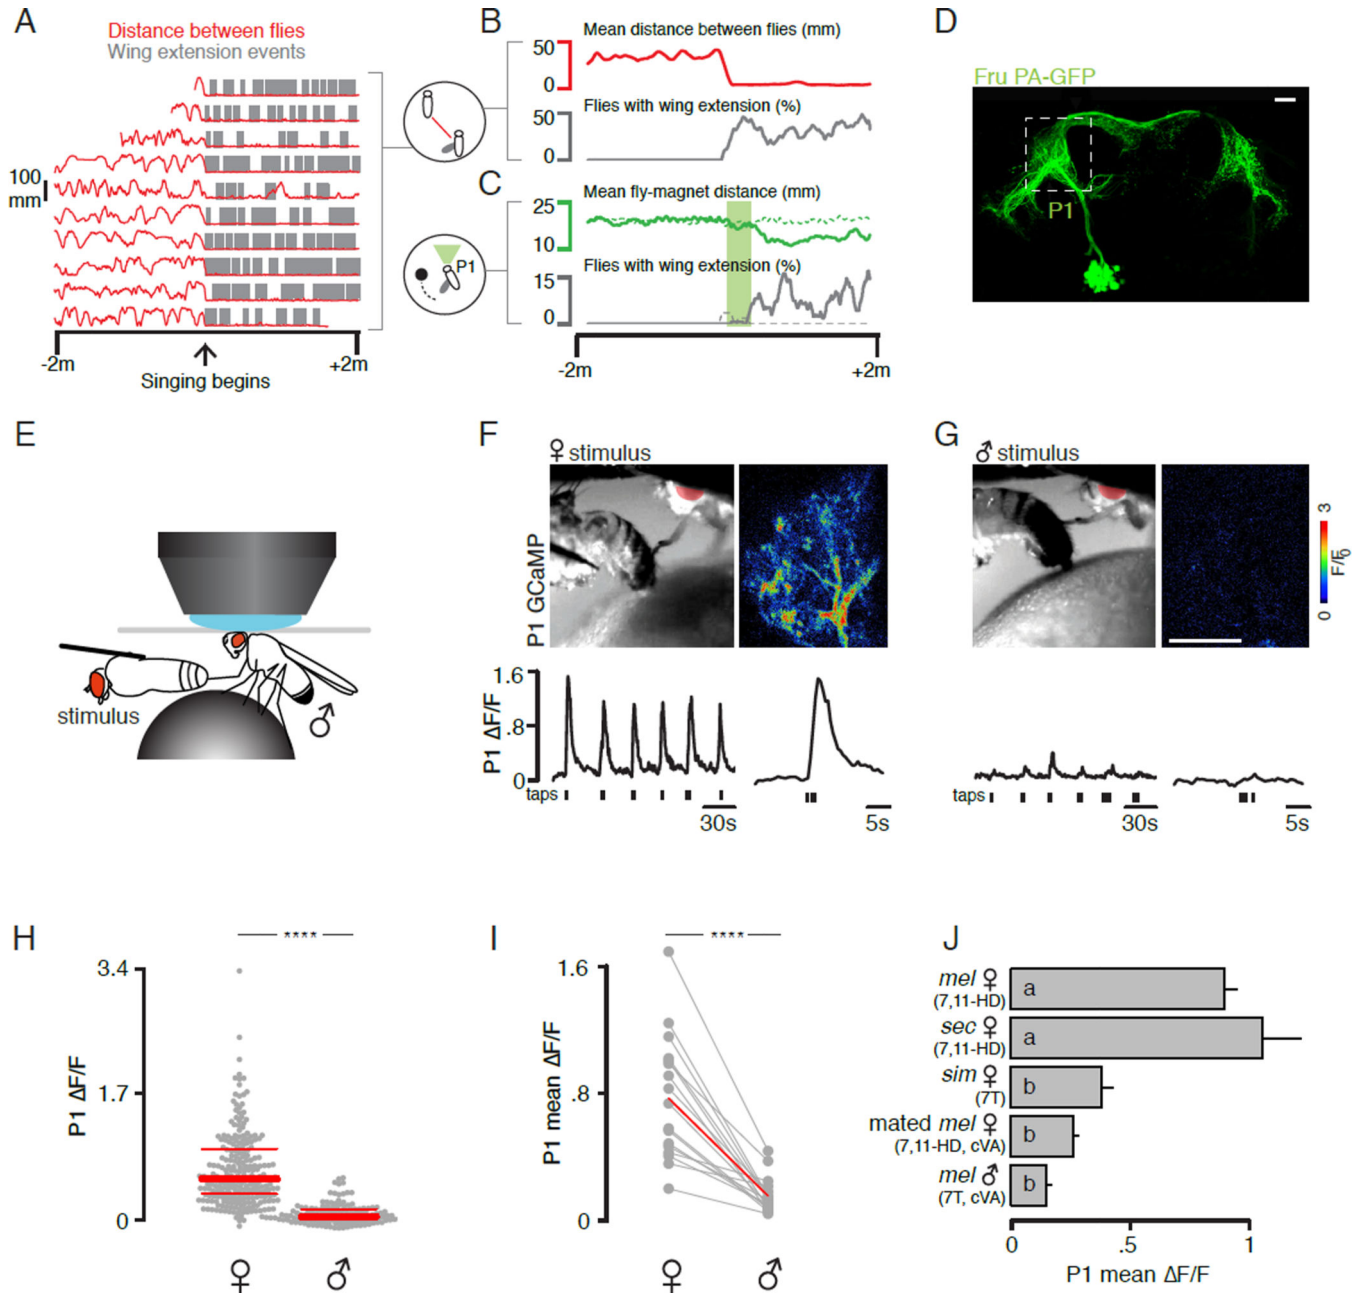 A
Distance between flies
Wing extension events
100
mm
-2m
+2m
Singing begins
B
Mean distance between flies (mm)
50
0
Flies with wing extension (%)
50
0
C
Mean fly-magnet distance (mm)
25
10
P1
Flies with wing extension (%)
15
0
-2m
+2m
D
Fru PA-GFP
P1
E
stimulus
♂
F
♀ stimulus
P1 GCaMP
P1 ΔF/F
1.6
.8
0
taps
30s
5s
G
♂ stimulus
3
F/F0
0
taps
30s
5s
H
****
P1 ΔF/F
3.4
1.7
0
♀
♂
I
****
P1 mean ΔF/F
1.6
.8
0
♀
♂
J
mel ♀
(7,11-HD)
a
sec ♀
(7,11-HD)
a
sim ♀
(7T)
b
mated mel ♀
(7,11-HD, cVA)
b
mel ♂
(7T, cVA)
b
0
.5
1
P1 mean ΔF/F